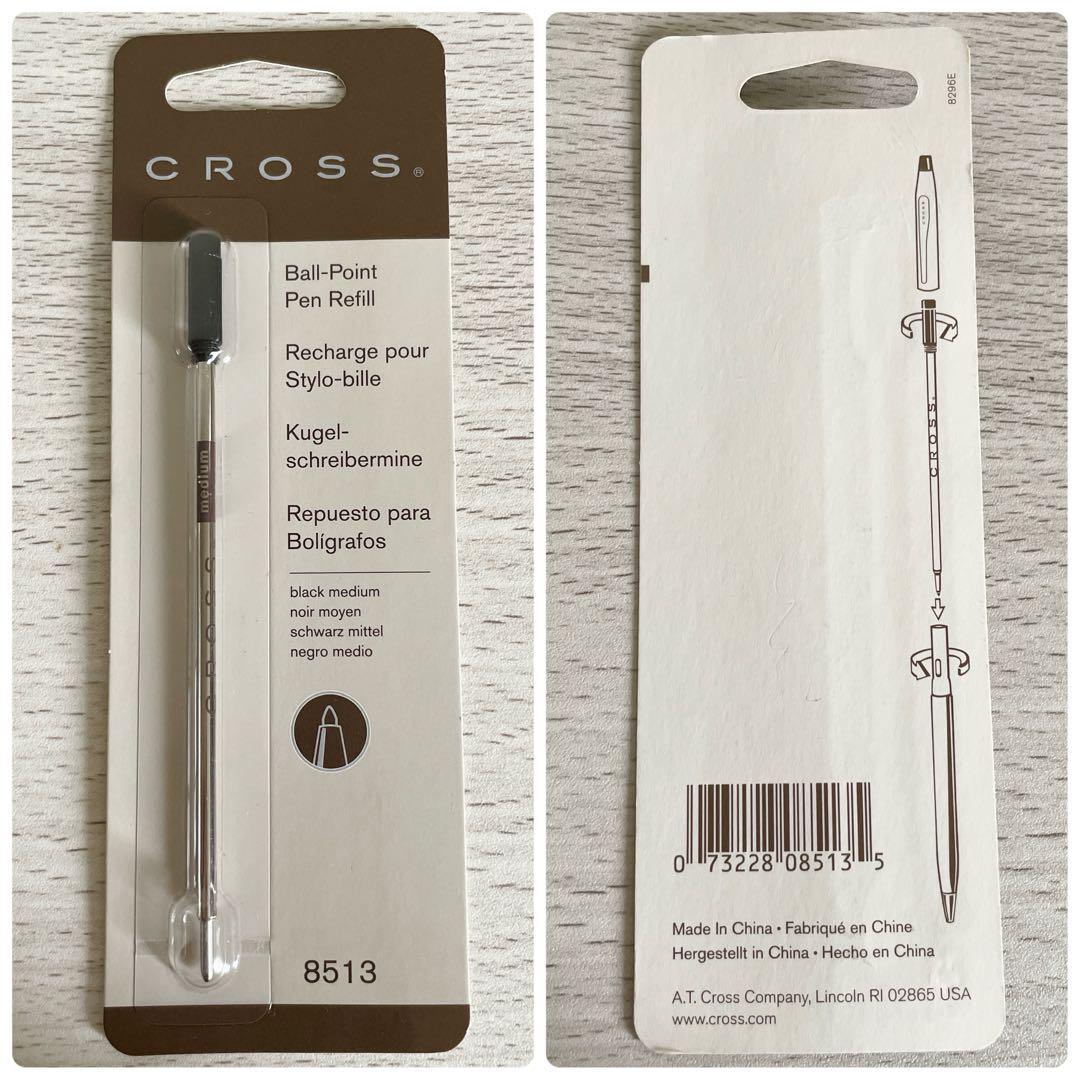 CROSS®
Ball-Point
Pen Refill
Recharge pour
Stylo-bille
Kugel-
schreibermine
Repuesto para
Bolígrafos
black medium
noir moyen
schwarz mittel
negro medio
8513
medium
CROSS
8296E
CROSS
CROSS.
0 73228 08513 5
Made In China • Fabriqué en Chine
Hergestellt in China • Hecho en China
A.T. Cross Company, Lincoln RI 02865 USA
www.cross.com